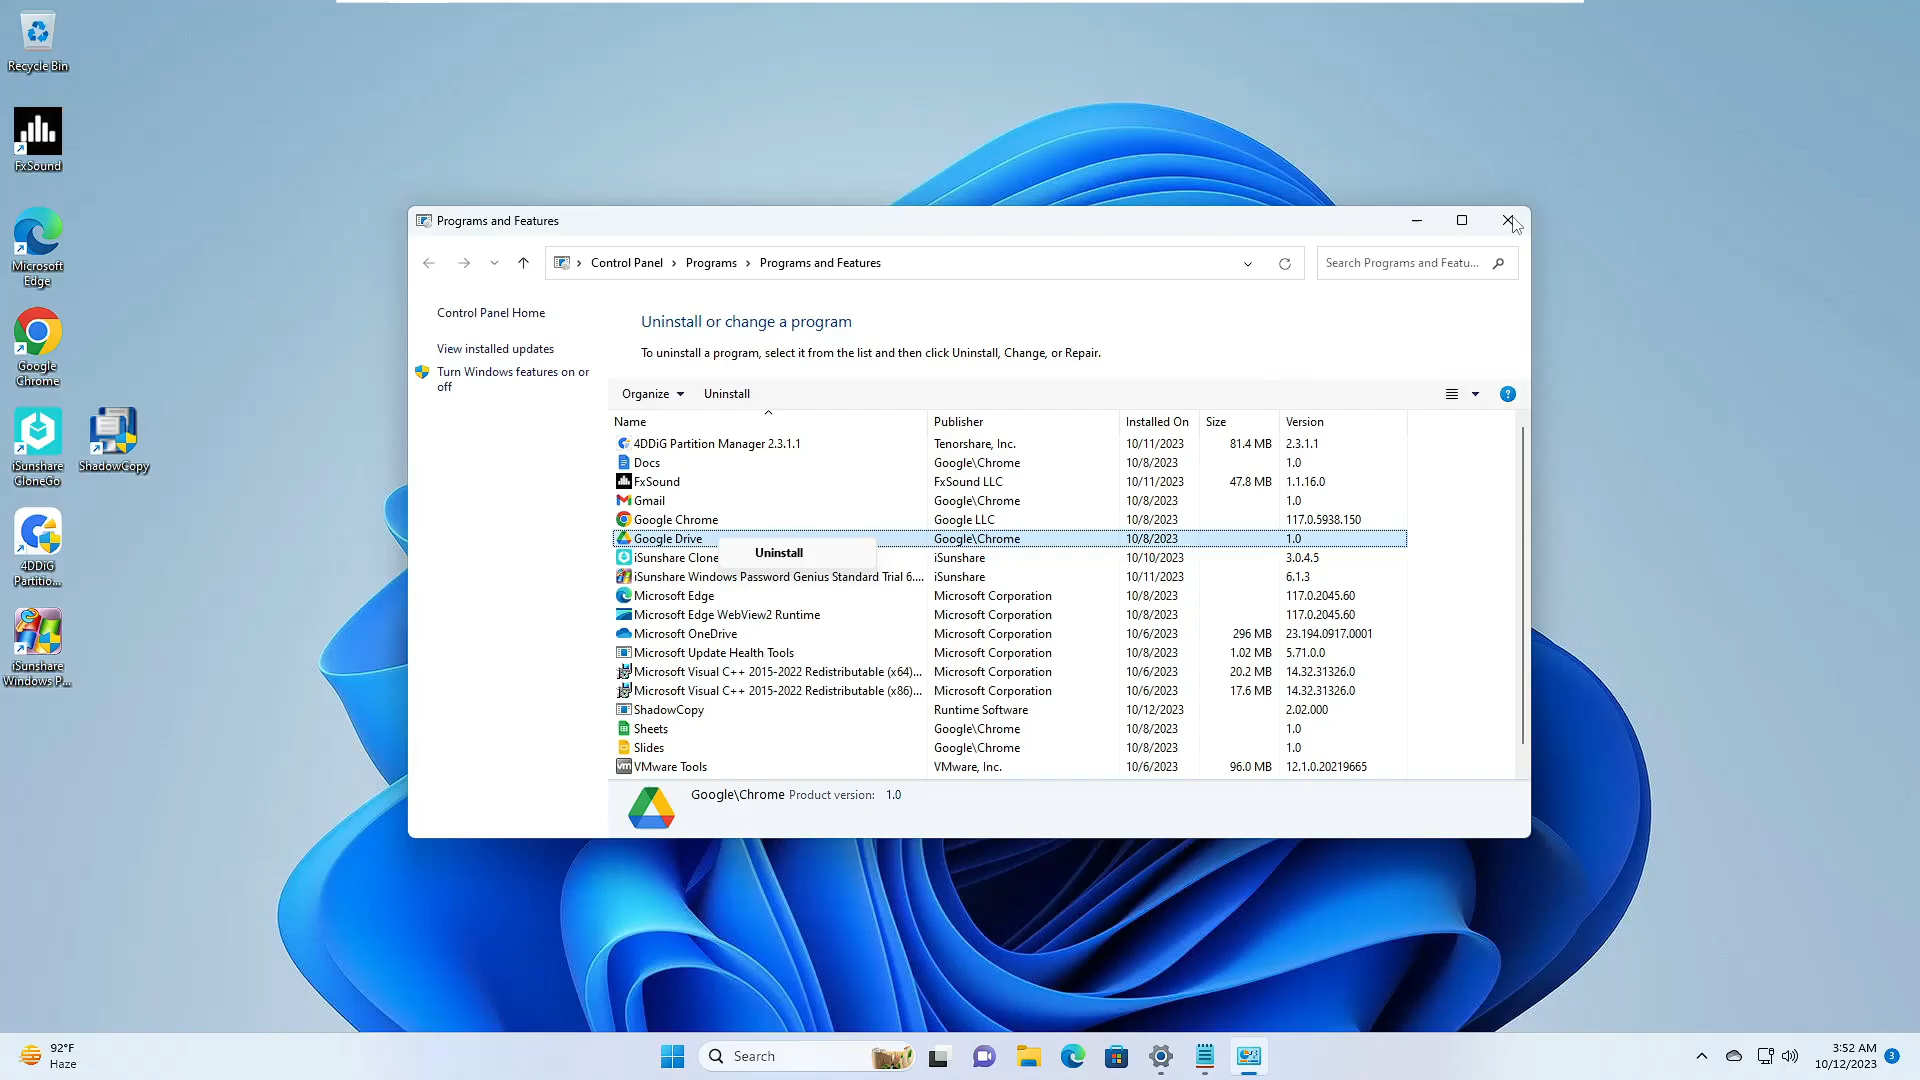 Recycle Bin
FxSound
Microsoft
Edge
Google
Chrome
iSunshare
CloneGo
ShadowCopy
4DDiG
Partitio...
iSunshare
Windows P...
Programs and Features
Control Panel
Programs
Programs and Features
Search Programs and Featu...
Control Panel Home
View installed updates
Turn Windows features on or
off
Uninstall or change a program
To uninstall a program, select it from the list and then click Uninstall, Change, or Repair.
Organize
Uninstall
Name Publisher Installed On Size Version
4DDiG Partition Manager 2.3.1.1 Tenorshare, Inc. 10/11/2023 81.4 MB 2.3.1.1
Docs Google\Chrome 10/8/2023 1.0
FxSound FxSound LLC 10/11/2023 47.8 MB 1.1.16.0
Gmail Google\Chrome 10/8/2023 1.0
Google Chrome Google LLC 10/8/2023 117.0.5938.150
Google Drive Google\Chrome 10/8/2023 1.0
Uninstall
iSunshare Clone iSunshare 10/10/2023 3.0.4.5
iSunshare Windows Password Genius Standard Trial 6.... iSunshare 10/11/2023 6.1.3
Microsoft Edge Microsoft Corporation 10/8/2023 117.0.2045.60
Microsoft Edge WebView2 Runtime Microsoft Corporation 10/8/2023 117.0.2045.60
Microsoft OneDrive Microsoft Corporation 10/6/2023 296 MB 23.194.0917.0001
Microsoft Update Health Tools Microsoft Corporation 10/8/2023 1.02 MB 5.71.0.0
Microsoft Visual C++ 2015-2022 Redistributable (x64)... Microsoft Corporation 10/6/2023 20.2 MB 14.32.31326.0
Microsoft Visual C++ 2015-2022 Redistributable (x86)... Microsoft Corporation 10/6/2023 17.6 MB 14.32.31326.0
ShadowCopy Runtime Software 10/12/2023 2.02.000
Sheets Google\Chrome 10/8/2023 1.0
Slides Google\Chrome 10/8/2023 1.0
VMware Tools VMware, Inc. 10/6/2023 96.0 MB 12.1.0.20219665
Google\Chrome Product version: 1.0
92°F
Haze
Search
3:52 AM
10/12/2023
3